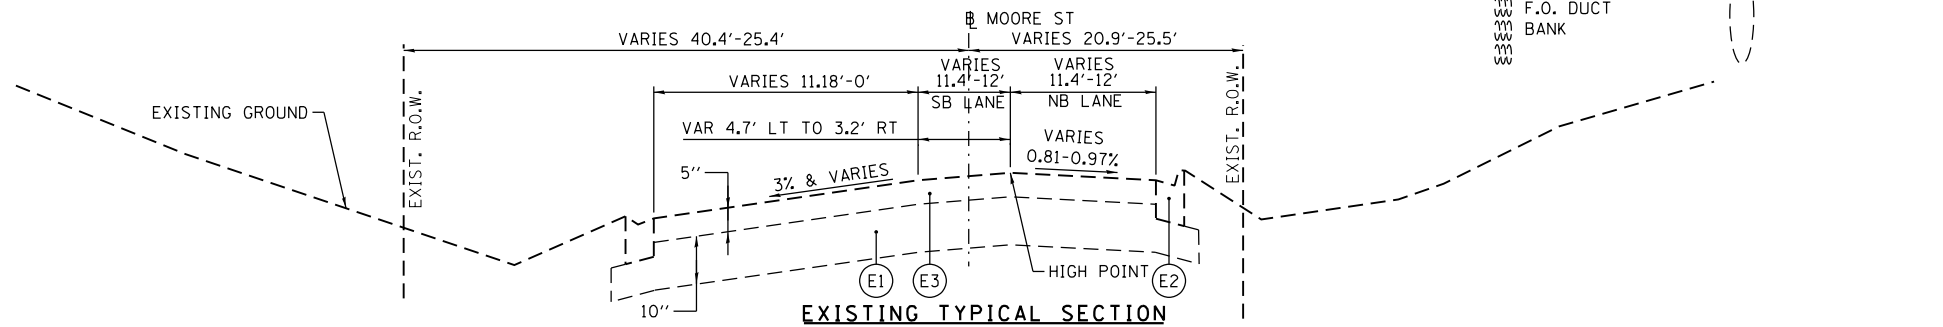 F.O. DUCT
BANK
BL MOORE ST
VARIES 40.4'-25.4'
VARIES 20.9'-25.5'
VARIES 11.18'-0'
VARIES
11.4'-12'
SB LANE
VARIES
11.4'-12'
NB LANE
EXISTING GROUND
EXIST. R.O.W.
EXIST. R.O.W.
VAR 4.7' LT TO 3.2' RT
VARIES
0.81-0.97%
5''
3% & VARIES
HIGH POINT
E1
E3
E2
10''
EXISTING TYPICAL SECTION